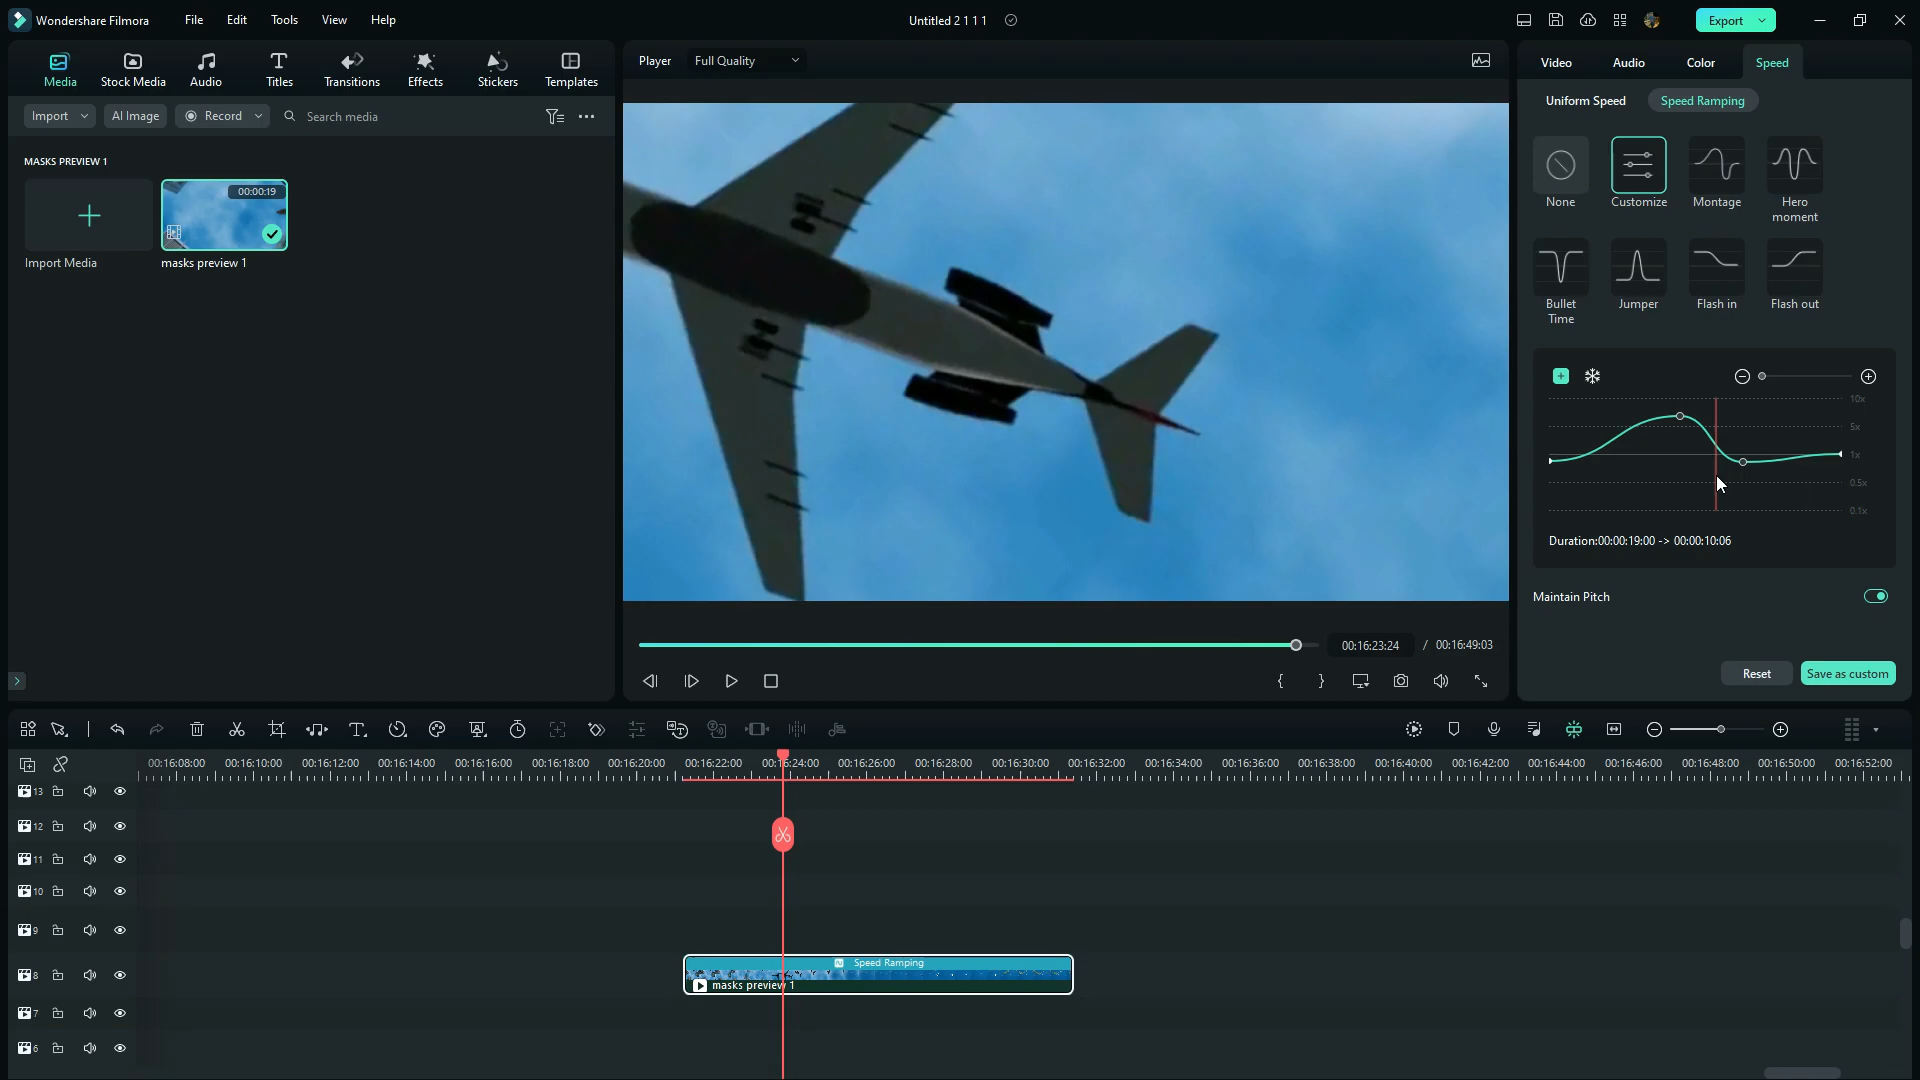 Wondershare Filmora
File Edit Tools View Help
Untitled 2 1 1 1
Export
Media
Stock Media
Audio
Titles
Transitions
Effects
Stickers
Templates
Import
AI Image
Record
Search media
MASKS PREVIEW 1
00:00:19
Import Media
masks preview 1
Player
Full Quality
00:16:23:24 / 00:16:49:03
Video
Audio
Color
Speed
Uniform Speed
Speed Ramping
None
Customize
Montage
Hero
moment
Bullet
Time
Jumper
Flash in
Flash out
10x
5x
1x
0.5x
0.1x
Duration:00:00:19:00 -> 00:00:10:06
Maintain Pitch
Reset
Save as custom
00:16:08:00 00:16:10:00 00:16:12:00 00:16:14:00 00:16:16:00 00:16:18:00 00:16:20:00 00:16:22:00 00:16:24:00 00:16:26:00 00:16:28:00 00:16:30:00 00:16:32:00 00:16:34:00 00:16:36:00 00:16:38:00 00:16:40:00 00:16:42:00 00:16:44:00 00:16:46:00 00:16:48:00 00:16:50:00 00:16:52:00
13
12
11
10
9
8
Speed Ramping
masks preview 1
7
6